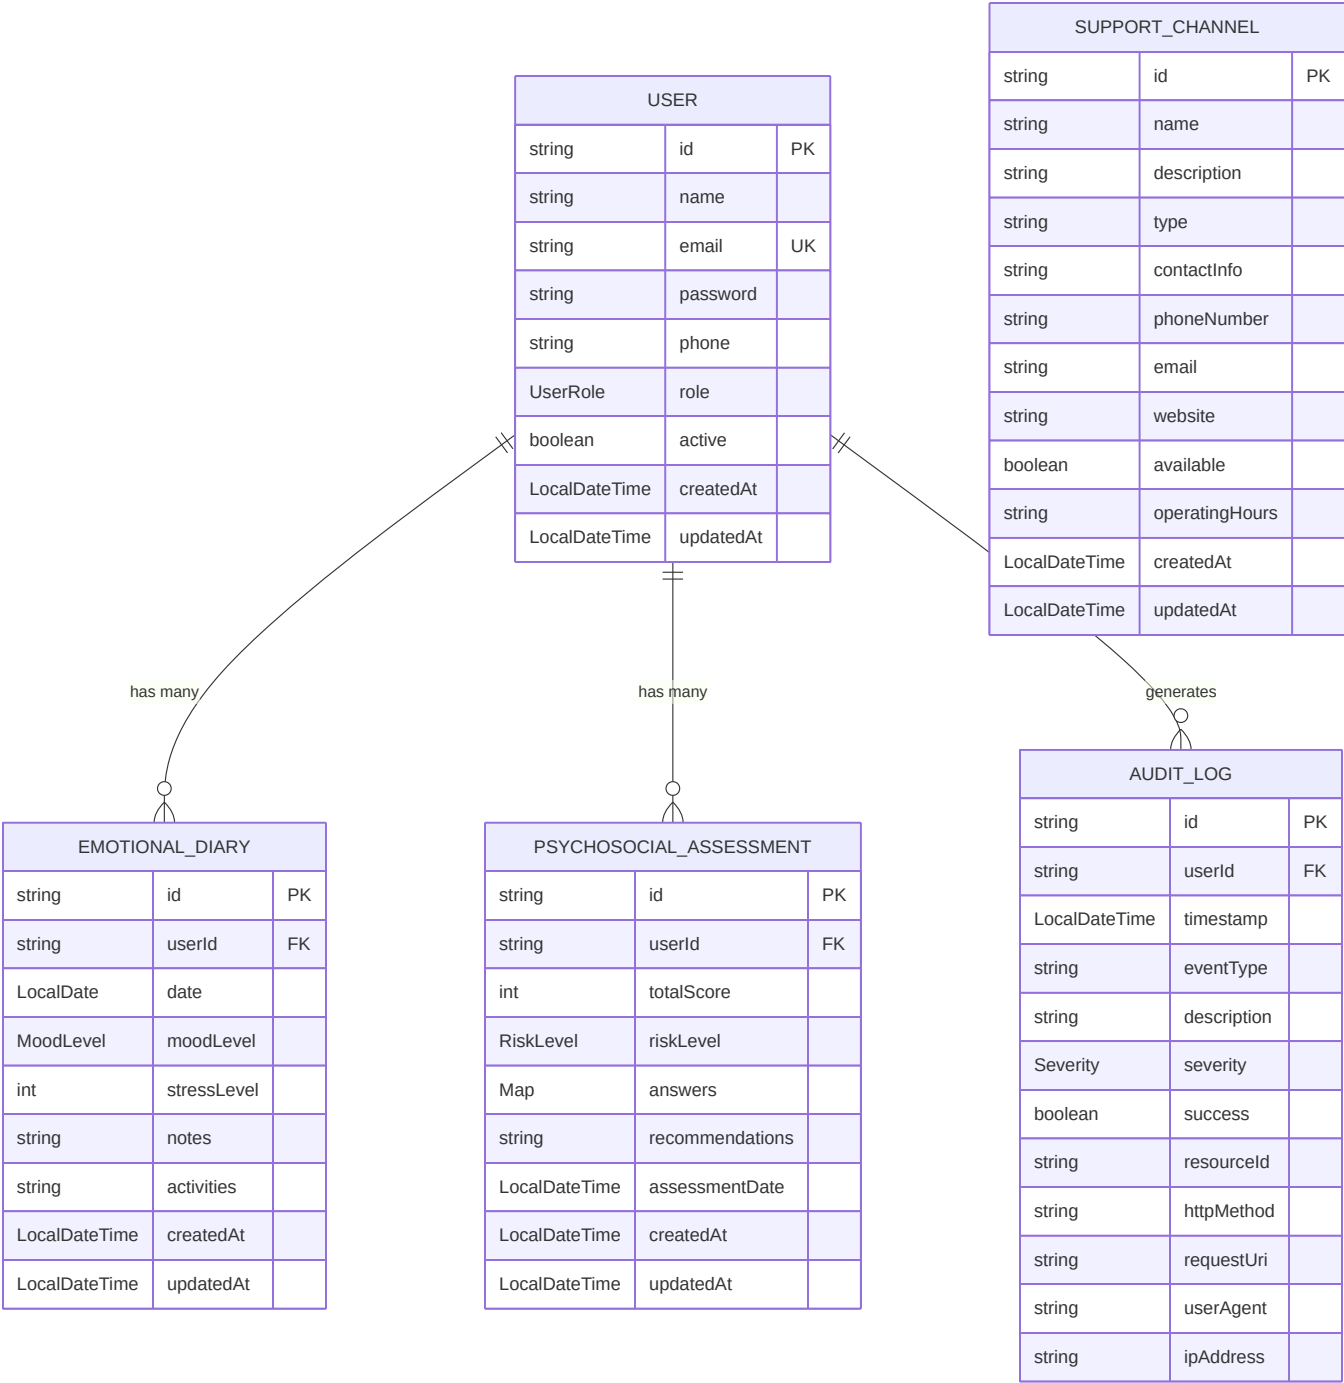 SUPPORT_CHANNEL
string id PK
string name
string description
string type
string contactInfo
string phoneNumber
string email
string website
boolean available
string operatingHours
LocalDateTime createdAt
LocalDateTime updatedAt
USER
string id PK
string name
string email UK
string password
string phone
UserRole role
boolean active
LocalDateTime createdAt
LocalDateTime updatedAt
has many
has many
generates
EMOTIONAL_DIARY
string id PK
string userId FK
LocalDate date
MoodLevel moodLevel
int stressLevel
string notes
string activities
LocalDateTime createdAt
LocalDateTime updatedAt
PSYCHOSOCIAL_ASSESSMENT
string id PK
string userId FK
int totalScore
RiskLevel riskLevel
Map answers
string recommendations
LocalDateTime assessmentDate
LocalDateTime createdAt
LocalDateTime updatedAt
AUDIT_LOG
string id PK
string userId FK
LocalDateTime timestamp
string eventType
string description
Severity severity
boolean success
string resourceId
string httpMethod
string requestUri
string userAgent
string ipAddress